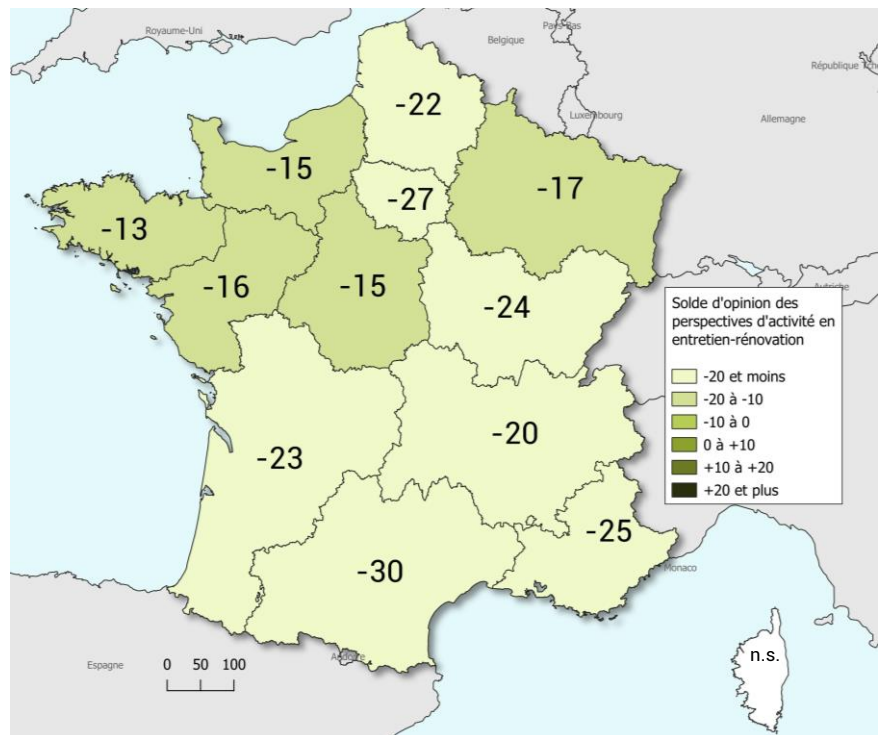 Royaume-Uni
Belgique
Pays-Bas
République Tch
Luxembourg
Allemagne
-22
-15
-27
-17
-13
-16
-15
-24
Autriche
Solde d'opinion des
perspectives d'activité en
entretien-rénovation
-20 et moins
-20 à -10
-10 à 0
0 à +10
+10 à +20
+20 et plus
-20
-23
-25
-30
Monaco
Andorre
Espagne
0 50 100
n.s.